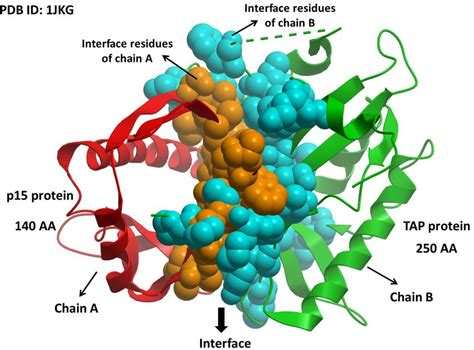 PDB ID: 1JKG
Interface residues
of chain B
Interface residues
of chain A
p15 protein
140 AA
TAP protein
250 AA
Chain A
Chain B
Interface